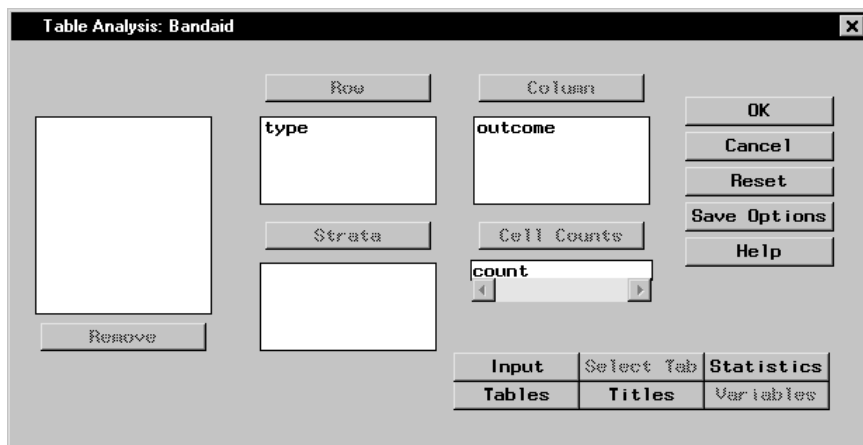 Table Analysis: Bandaid
Row
Column
type
outcome
OK
Cancel
Reset
Save Options
Help
Strata
Cell Counts
count
Remove
Input
Select Tab
Statistics
Tables
Titles
Variables